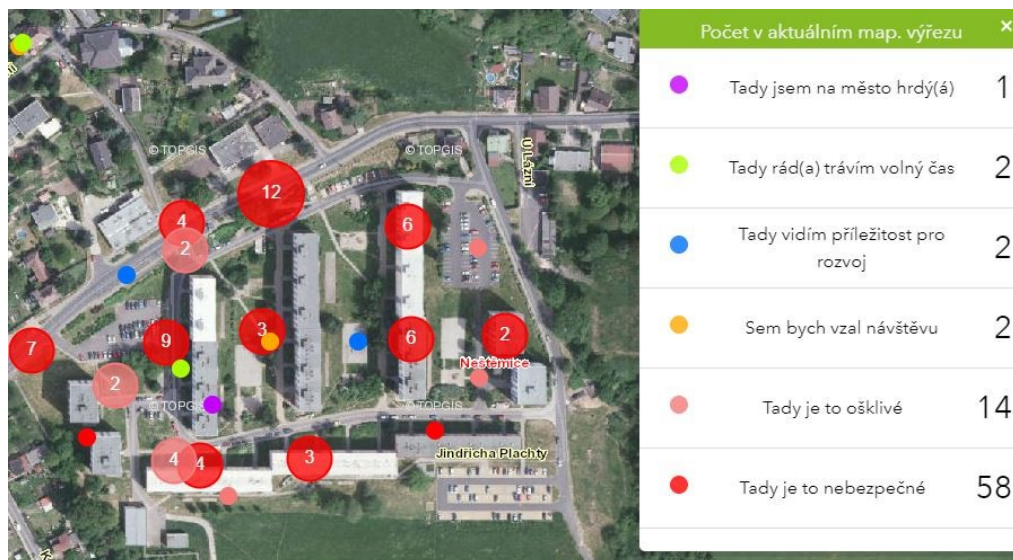 Počet v aktuálním map. výřezu ×
Tady jsem na město hrdý(á) 1
Tady rád(a) trávím volný čas 2
Tady vidím příležitost pro
rozvoj 2
Sem bych vzal návštěvu 2
Tady je to ošklivé 14
Tady je to nebezpečné 58
© TOPGIS
© TOPGIS
U Lázní
12
4
6
2
7
9
3
6
2
Neštěmice
2
© TOPGIS
© TOPGIS
4
4
3
Jindřicha Plachty